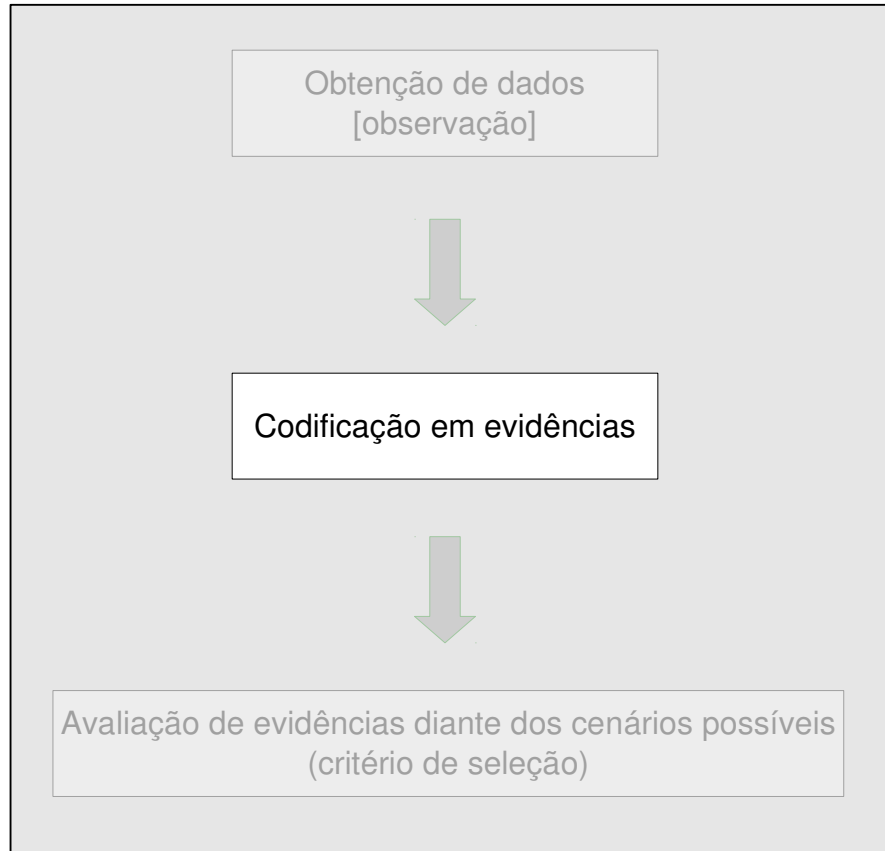 Obtenção de dados
[observação]
Codificação em evidências
Avaliação de evidências diante dos cenários possíveis
(critério de seleção)